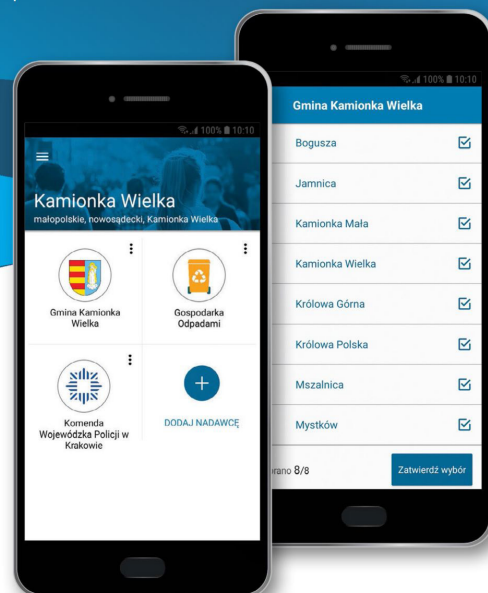 100% 10:10
Kamionka Wielka
małopolskie, nowosądecki, Kamionka Wielka
Gmina Kamionka
Wielka
Gospodarka
Odpadami
Komenda
Wojewódzka Policji w
Krakowie
DODAJ NADAWCĘ
100% 10:10
Gmina Kamionka Wielka
Bogusza
Jamnica
Kamionka Mała
Kamionka Wielka
Królowa Górna
Królowa Polska
Mszalnica
Mystków
8/8
Zatwierdź wybór